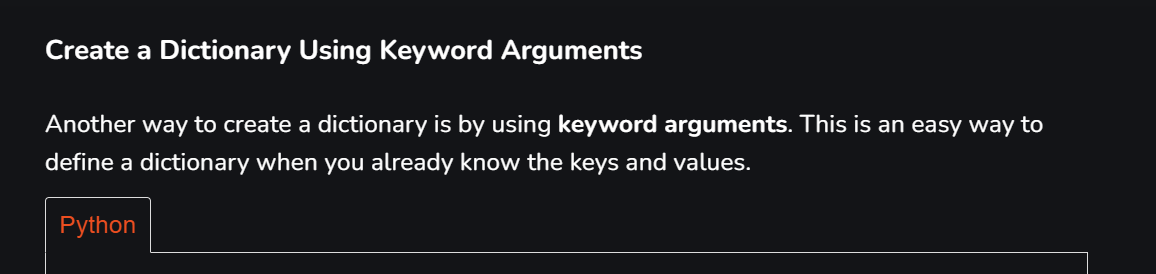 Create a Dictionary Using Keyword Arguments
Another way to create a dictionary is by using keyword arguments. This is an easy way to
define a dictionary when you already know the keys and values.
Python